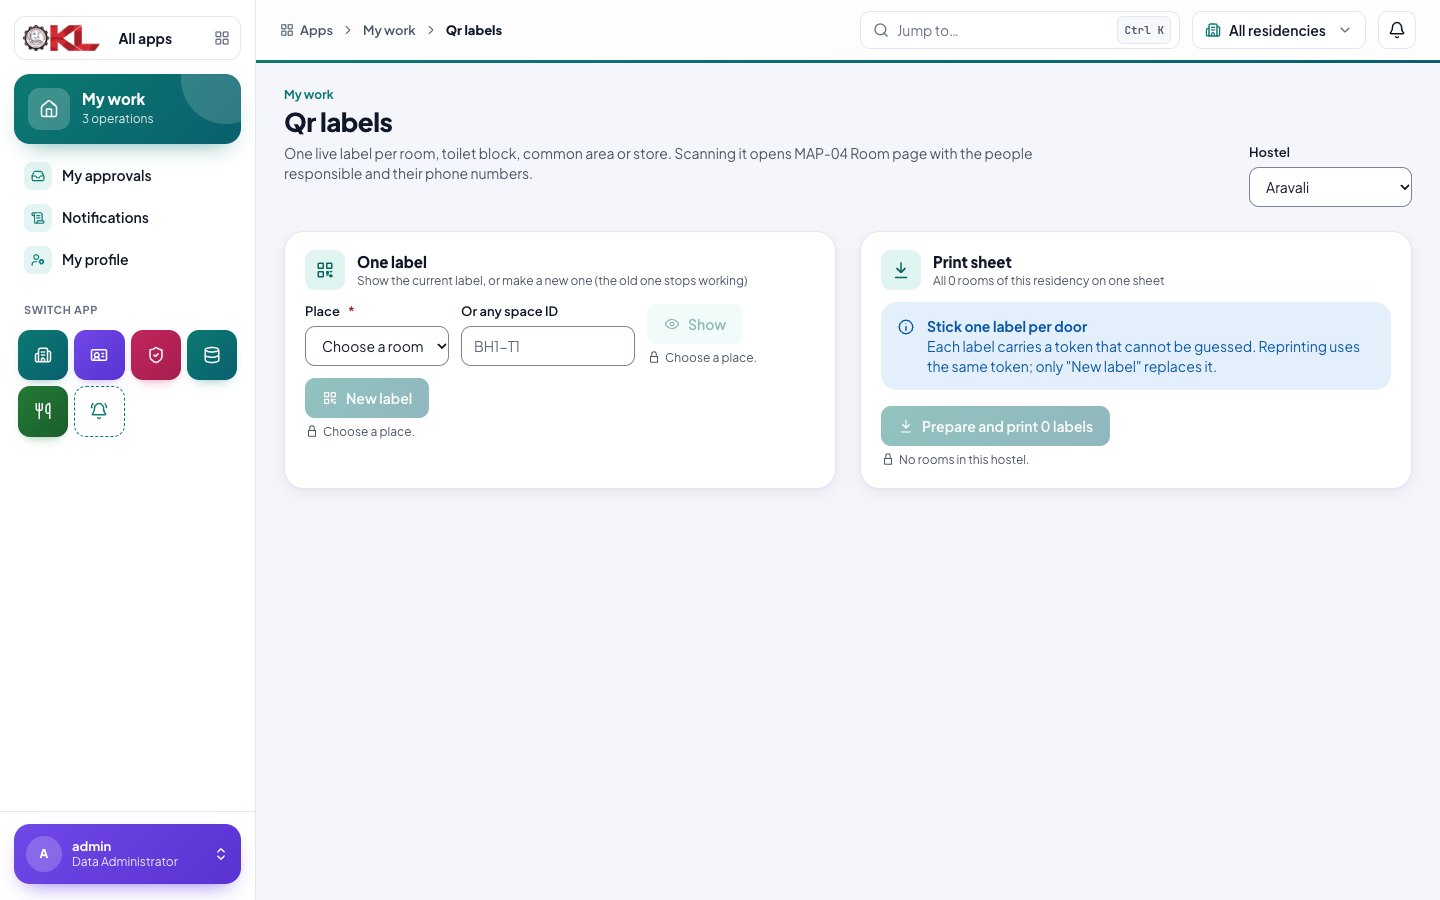 KL
All apps
Apps
My work
Qr labels
Jump to...
Ctrl K
All residencies
My work
3 operations
My approvals
Notifications
My profile
SWITCH APP
My work
Qr labels
One live label per room, toilet block, common area or store. Scanning it opens MAP-04 Room page with the people
responsible and their phone numbers.
Hostel
Aravali
One label
Show the current label, or make a new one (the old one stops working)
Place *
Choose a room
Or any space ID
BH1-T1
Show
Choose a place.
New label
Choose a place.
Print sheet
All 0 rooms of this residency on one sheet
Stick one label per door
Each label carries a token that cannot be guessed. Reprinting uses
the same token; only "New label" replaces it.
Prepare and print 0 labels
No rooms in this hostel.
A
admin
Data Administrator